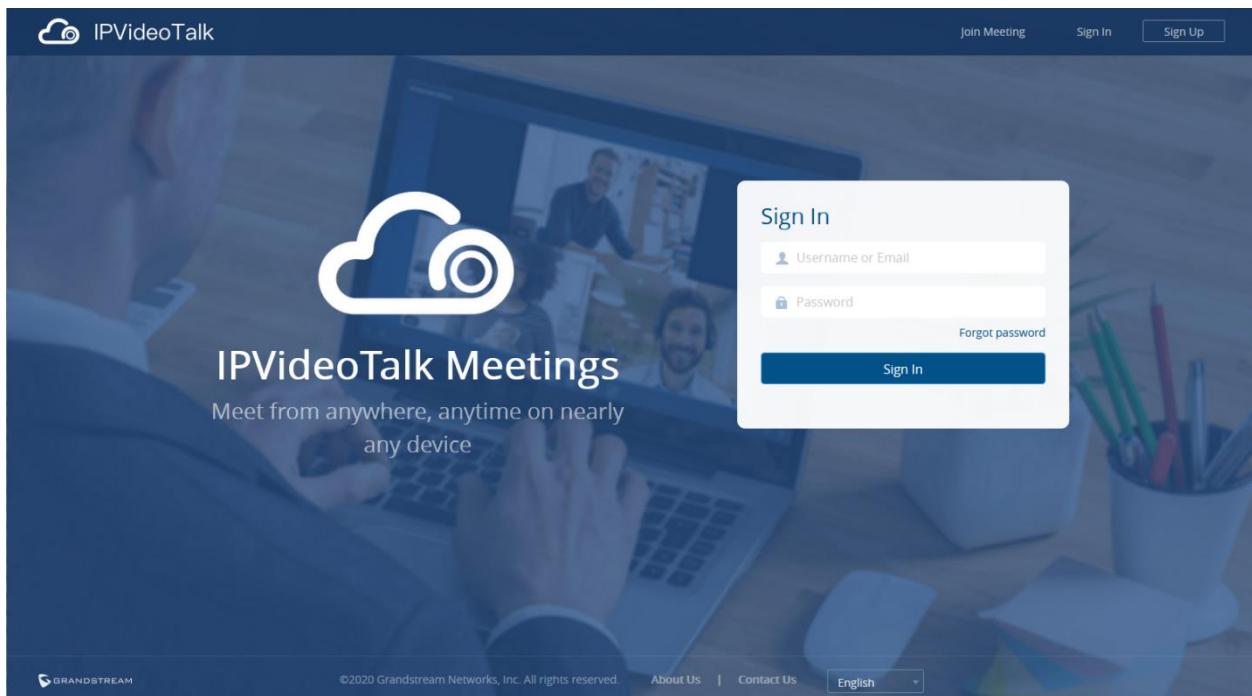 IPVideoTalk
Join Meeting
Sign In
Sign Up
IPVideoTalk Meetings
Meet from anywhere, anytime on nearly
any device
Sign In
Username or Email
Password
Forgot password
Sign In
GRANDSTREAM
©2020 Grandstream Networks, Inc. All rights reserved.
About Us | Contact Us
English